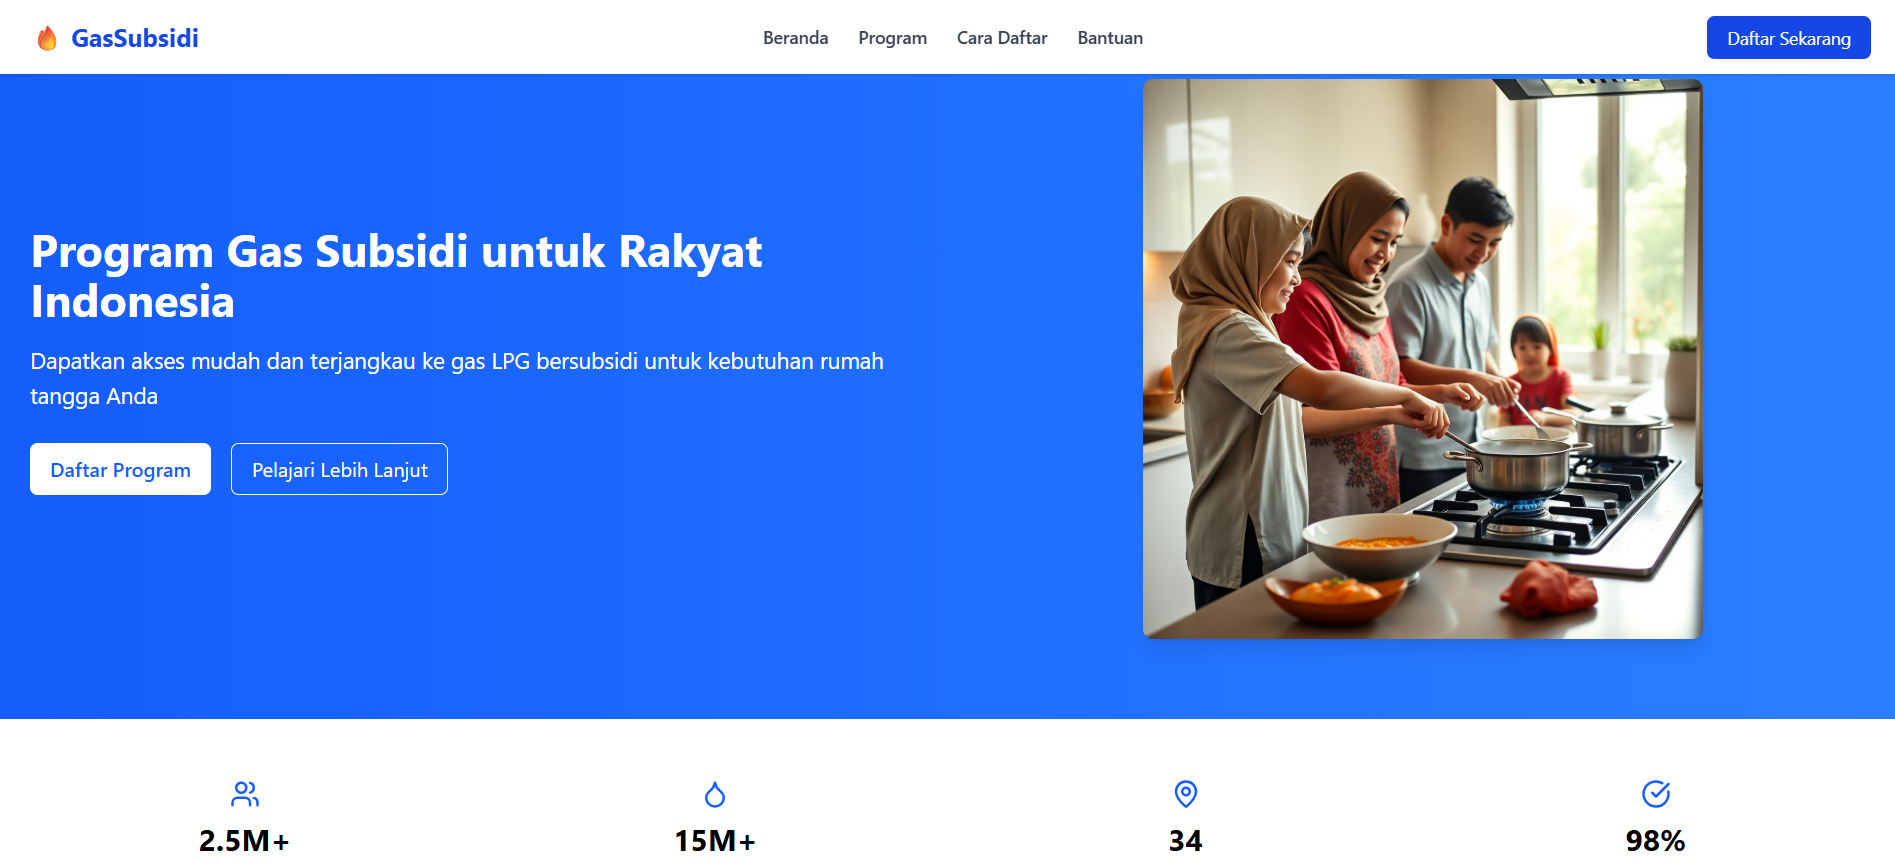 GasSubsidi
Beranda
Program
Cara Daftar
Bantuan
Daftar Sekarang
Program Gas Subsidi untuk Rakyat
Indonesia
Dapatkan akses mudah dan terjangkau ke gas LPG bersubsidi untuk kebutuhan rumah
tangga Anda
Daftar Program
Pelajari Lebih Lanjut
2.5M+
15M+
34
98%